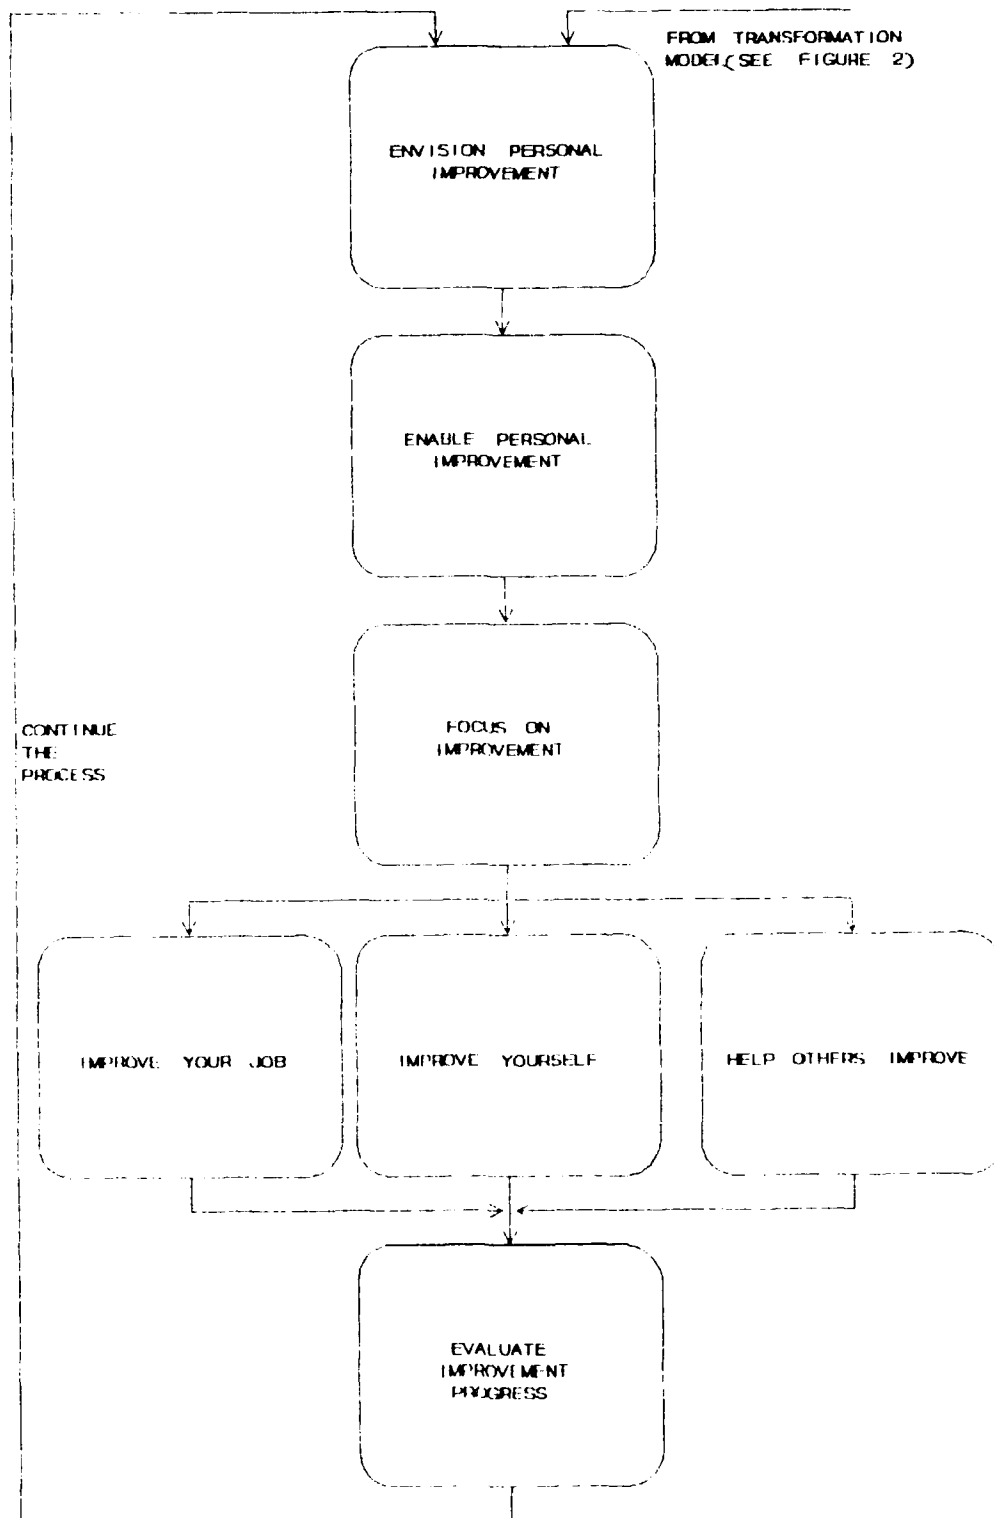 FROM TRANSFORMATION
MODEL(SEE FIGURE 2)
ENVISION PERSONAL
IMPROVEMENT
ENABLE PERSONAL
IMPROVEMENT
CONTINUE
THE
PROCESS
FOCUS ON
IMPROVEMENT
IMPROVE YOUR JOB
IMPROVE YOURSELF
HELP OTHERS IMPROVE
EVALUATE
IMPROVEMENT
PROGRESS